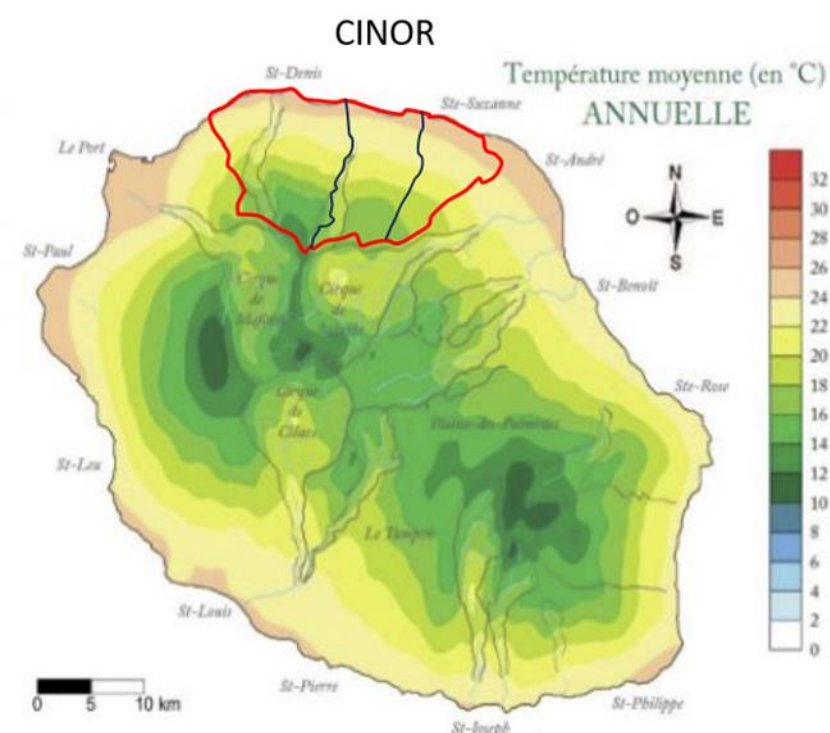 CINOR
Température moyenne (en °C)
ANNUELLE
St-Denis
Ste-Suzanne
Le Port
St-André
N
O
E
S
St-Paul
St-Benoit
Cirque
de
Mafate
Cirque
de
Ste-Rose
Cirque
de
Cilaos
Plaine-des-Palmistes
St-Leu
Le Tampon
St-Louis
St-Pierre
St-Philippe
St-Joseph
0
5
10 km
32
30
28
26
24
22
20
18
16
14
12
10
8
6
4
2
0